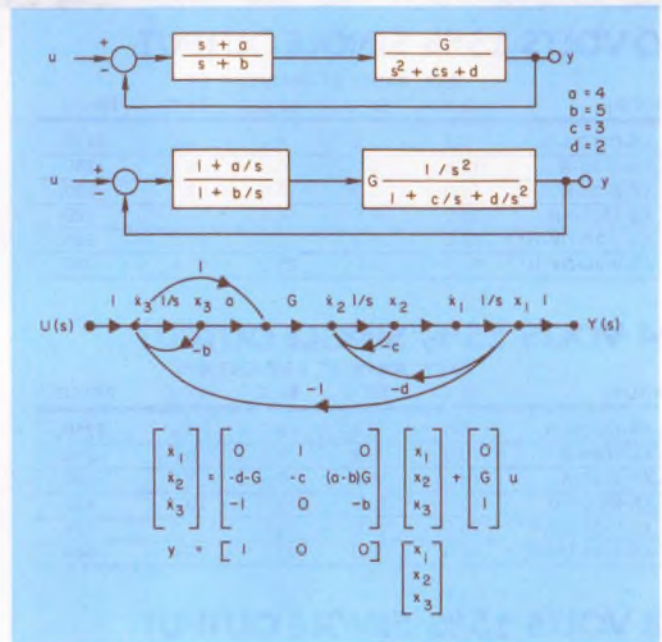 u + − s + a / s + b G / s² + cs + d y
a = 4
b = 5
c = 3
d = 2
u + − 1 + a/s / 1 + b/s G 1/s² / 1 + c/s + d/s² y
1
1 ẋ₃ 1/s x₃ a G ẋ₂ 1/s x₂ ẋ₁ 1/s x₁ 1
U(s) Y(s)
-b -c
-1 -d
[x₁] = [0 1 0] [x₁] + [0]
[ẋ₂] [-d-G -c (a-b)G] [x₂] [G] u
[ẋ₃] [-1 0 -b] [x₃] [1]
y = [1 0 0] [x₁
x₂
x₃]